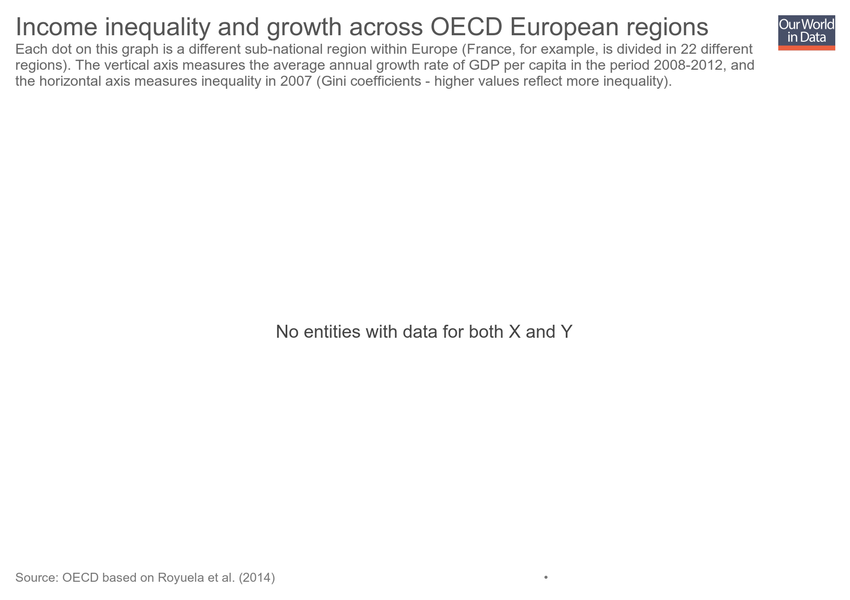 Income inequality and growth across OECD European regions
Our World
in Data
Each dot on this graph is a different sub-national region within Europe (France, for example, is divided in 22 different
regions). The vertical axis measures the average annual growth rate of GDP per capita in the period 2008-2012, and
the horizontal axis measures inequality in 2007 (Gini coefficients - higher values reflect more inequality).
No entities with data for both X and Y
Source: OECD based on Royuela et al. (2014)
•